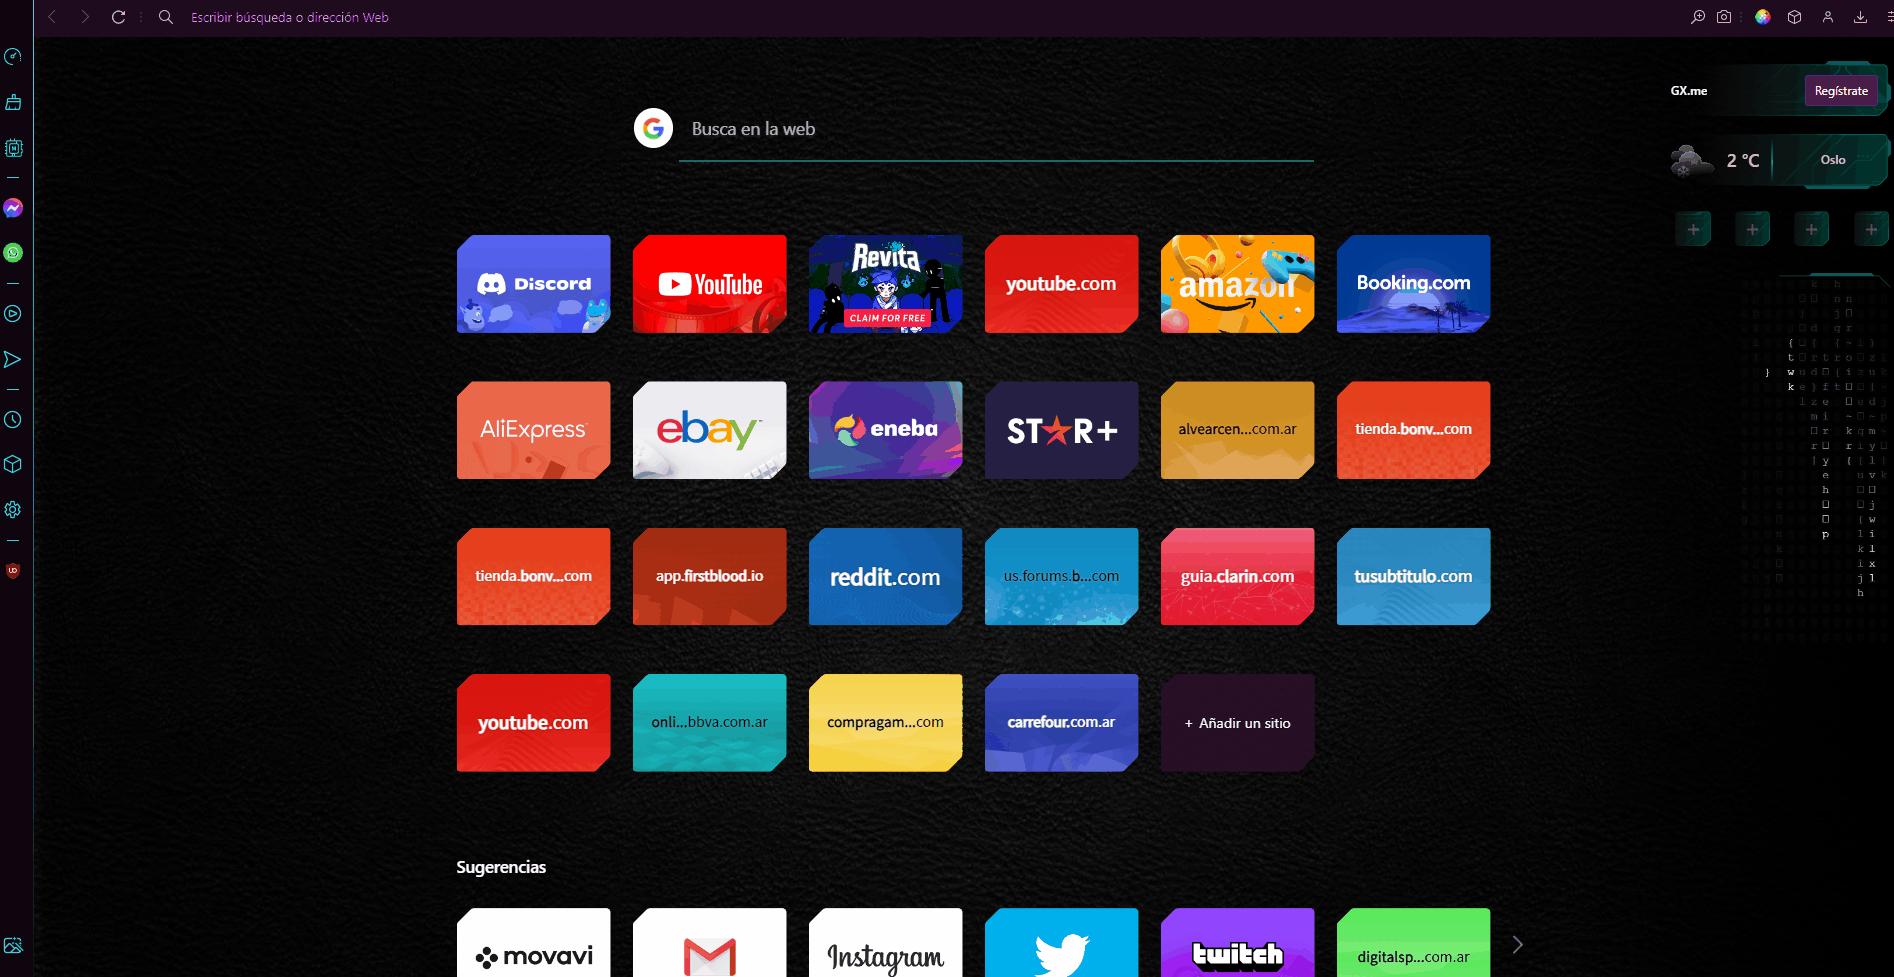 Escribir búsqueda o dirección Web
GX.me
Regístrate
Busca en la web
2 °C
Oslo
Discord
YouTube
Revita
CLAIM FOR FREE
youtube.com
amazon
Booking.com
AliExpress
ebay
eneba
ST★R+
alvearcen...com.ar
tienda.bonv...com
tienda.bonv...com
app.firstblood.io
reddit.com
us.forums.b...com
guia.clarin.com
tusubtitulo.com
youtube.com
onli...bbva.com.ar
compragam...com
carrefour.com.ar
+ Añadir un sitio
Sugerencias
movavi
Instagram
twitch
digitalsp...com.ar